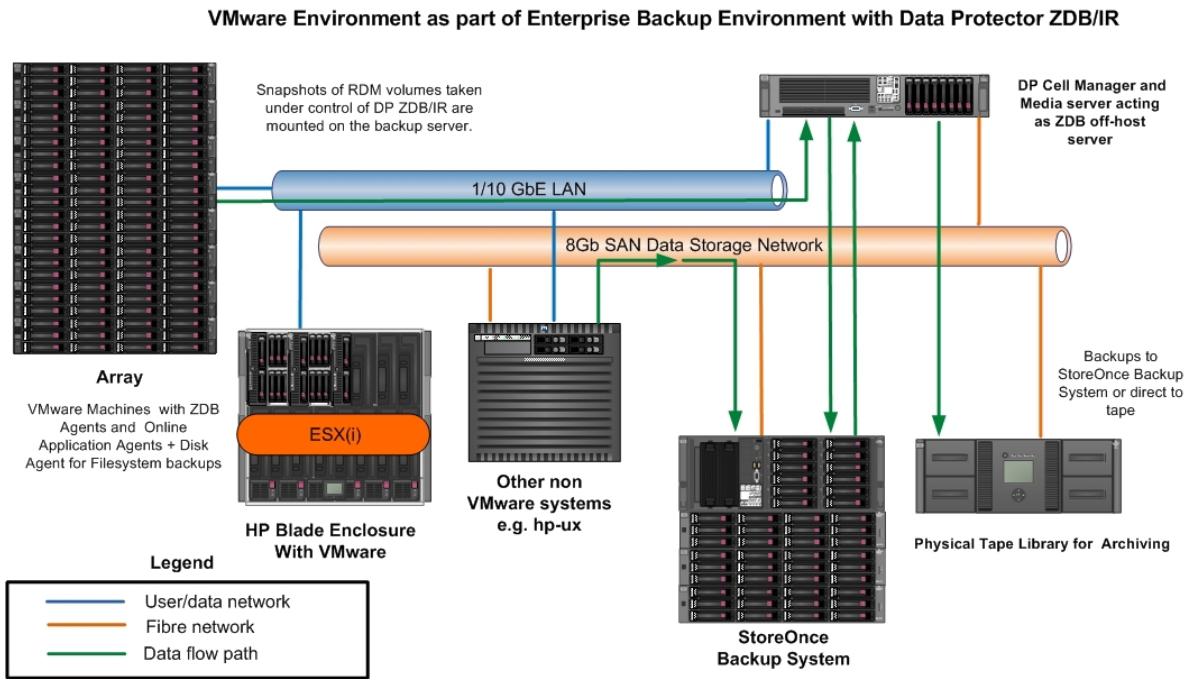 VMware Environment as part of Enterprise Backup Environment with Data Protector ZDB/IR
Snapshots of RDM volumes taken
under control of DP ZDB/IR are
mounted on the backup server.
DP Cell Manager and
Media server acting
as ZDB off-host
server
1/10 GbE LAN
8Gb SAN Data Storage Network
Array
VMware Machines with ZDB
Agents and Online
Application Agents + Disk
Agent for Filesystem backups
ESX(i)
HP Blade Enclosure
With VMware
Other non
VMware systems
e.g. hp-ux
Backups to
StoreOnce Backup
System or direct to
tape
Physical Tape Library for Archiving
StoreOnce
Backup System
Legend
User/data network
Fibre network
Data flow path